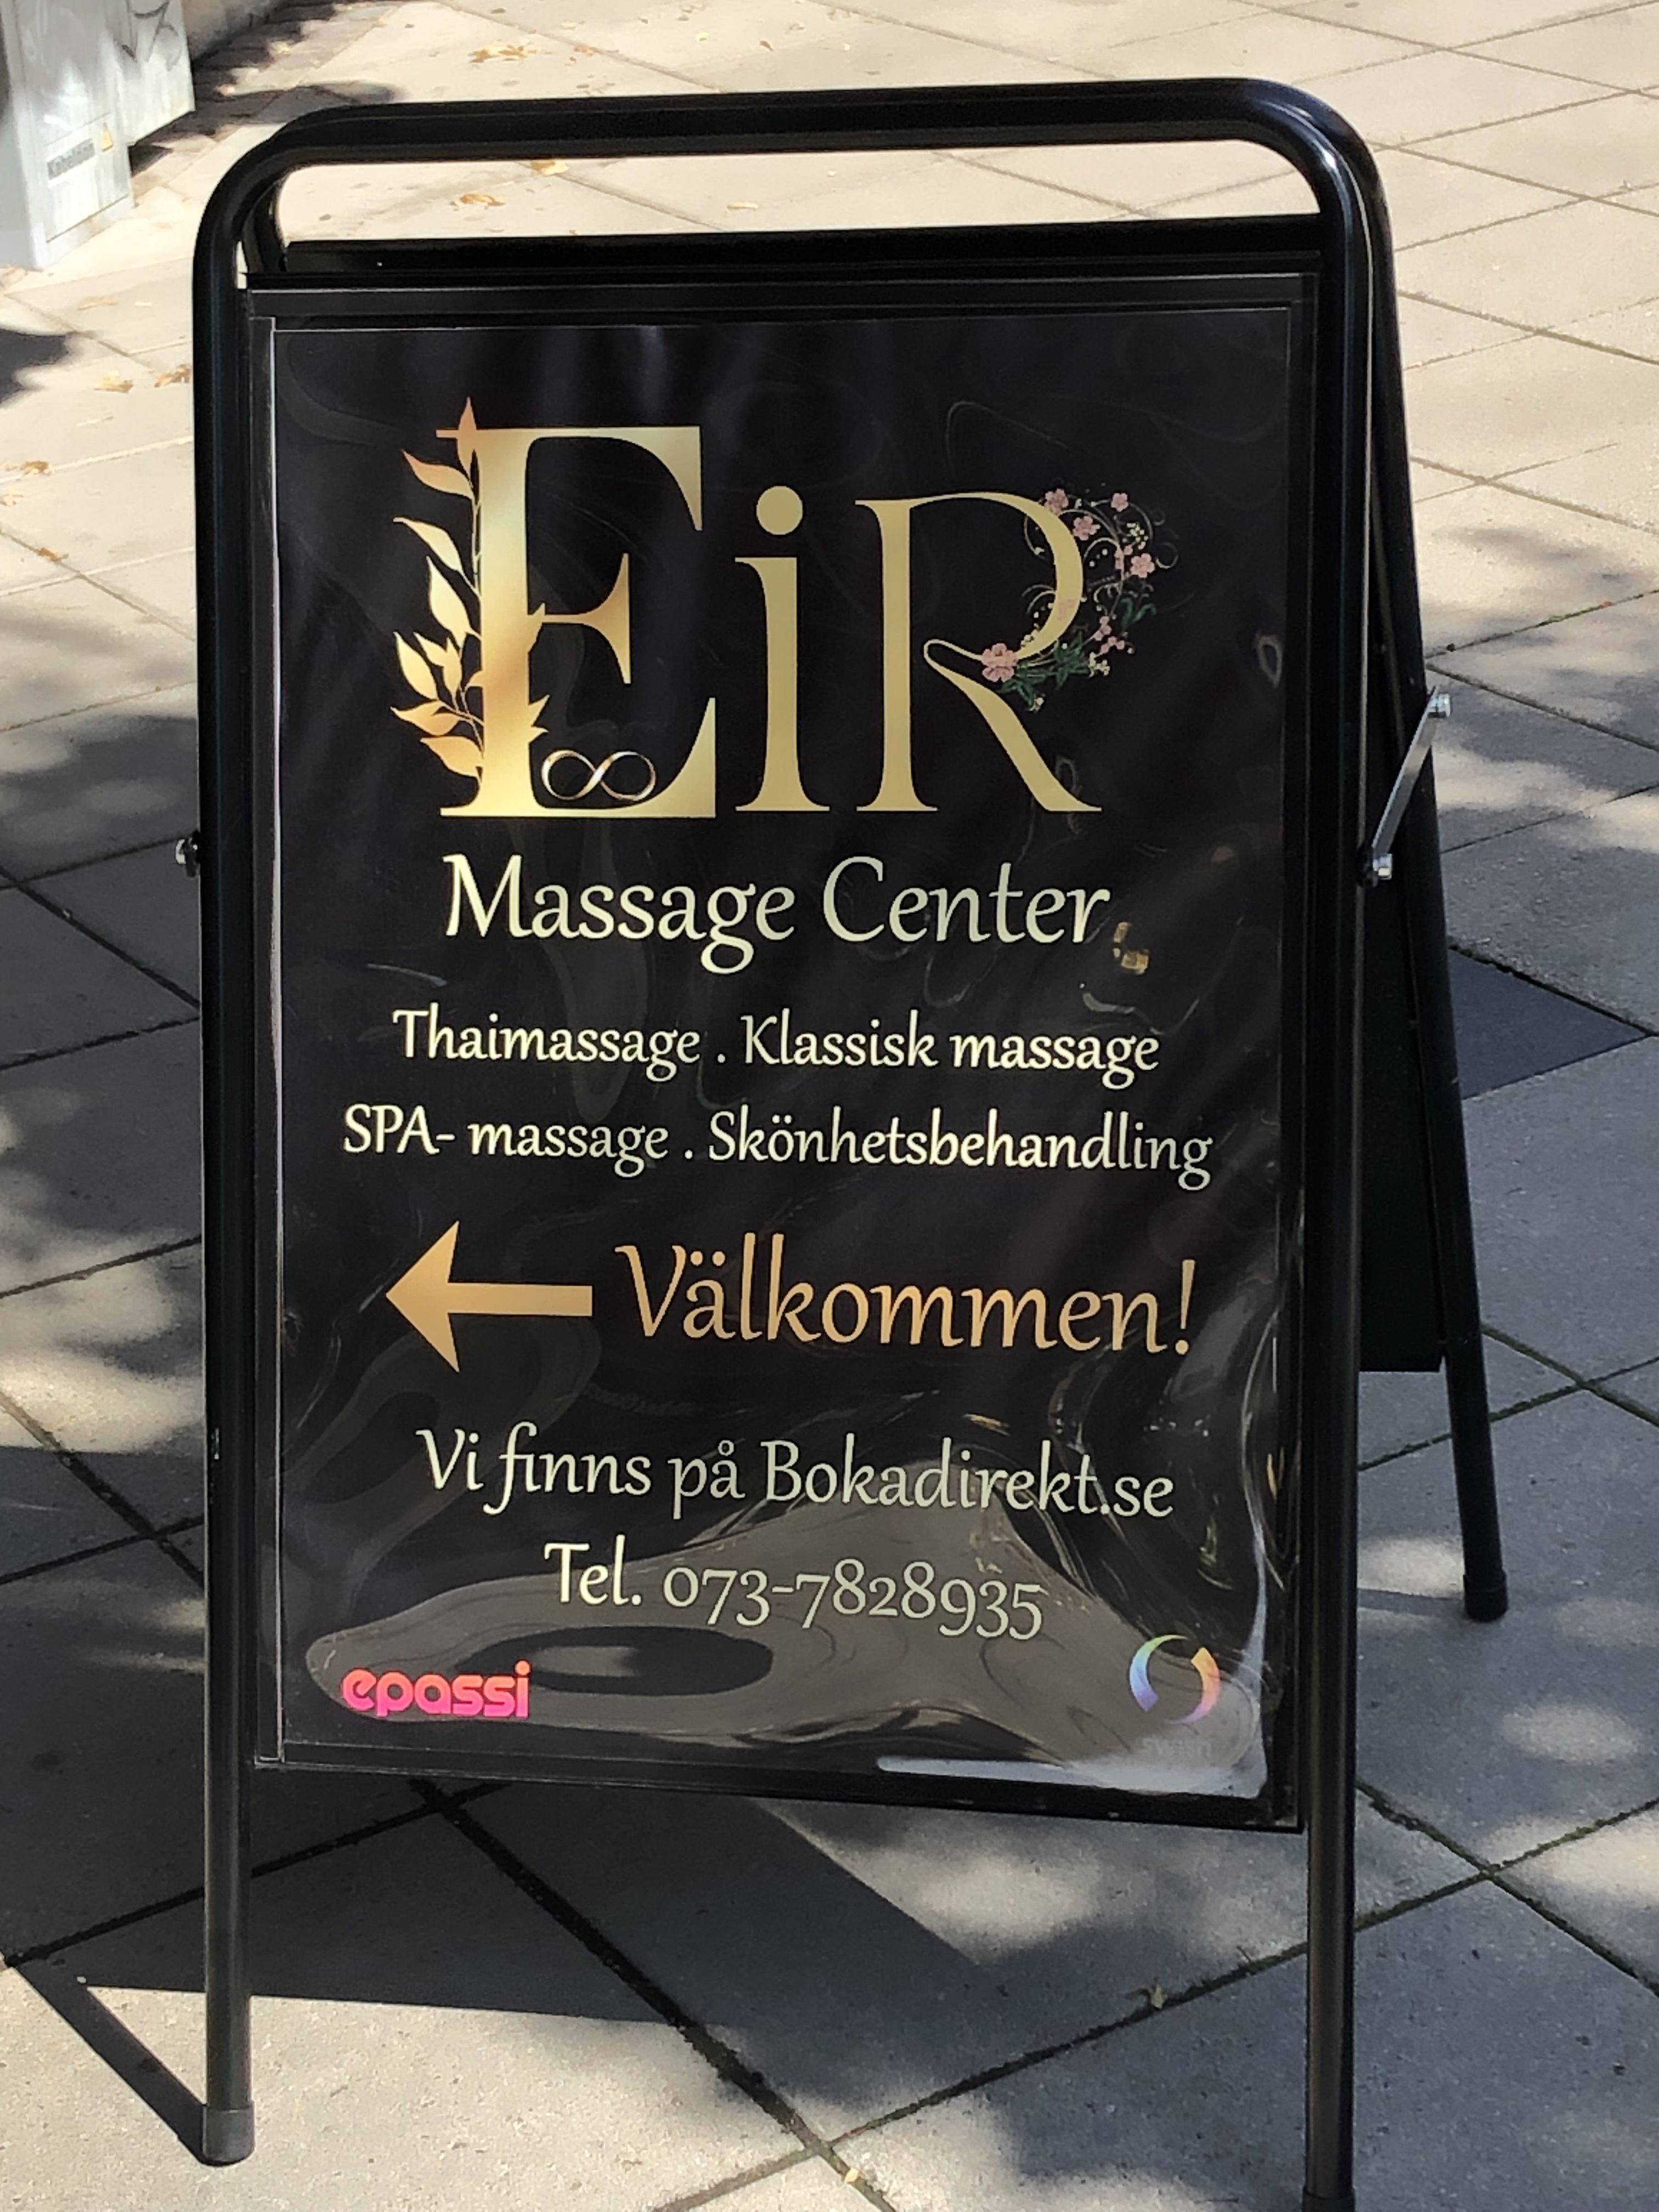 EiR
Massage Center
Thaimassage . Klassisk massage
SPA- massage . Skönhetsbehandling
Välkommen!
Vi finns på Bokadirekt.se
Tel. 073-7828935
epassi